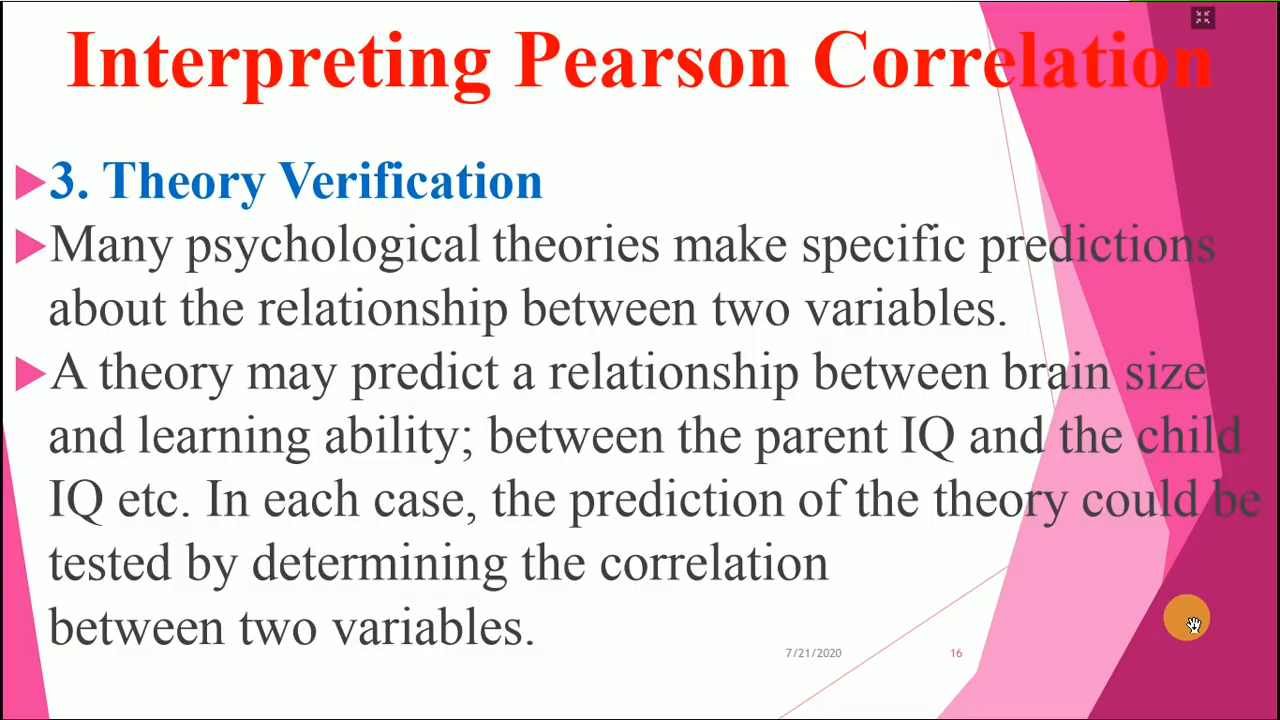 Interpreting Pearson Correlation
3. Theory Verification
Many psychological theories make specific predictions
about the relationship between two variables.
A theory may predict a relationship between brain size
and learning ability; between the parent IQ and the child
IQ etc. In each case, the prediction of the theory could be
tested by determining the correlation
between two variables.
7/21/2020
16